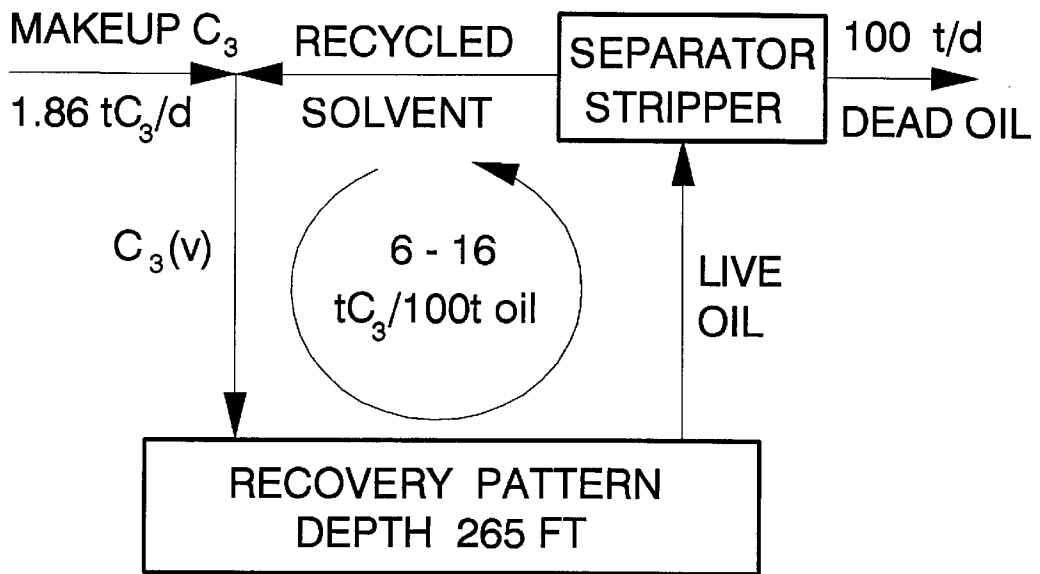 MAKEUP C₃
1.86 tC₃/d
RECYCLED
SOLVENT
SEPARATOR
STRIPPER
100 t/d
DEAD OIL
C₃(v)
6 - 16
tC₃/100t oil
LIVE
OIL
RECOVERY PATTERN
DEPTH 265 FT